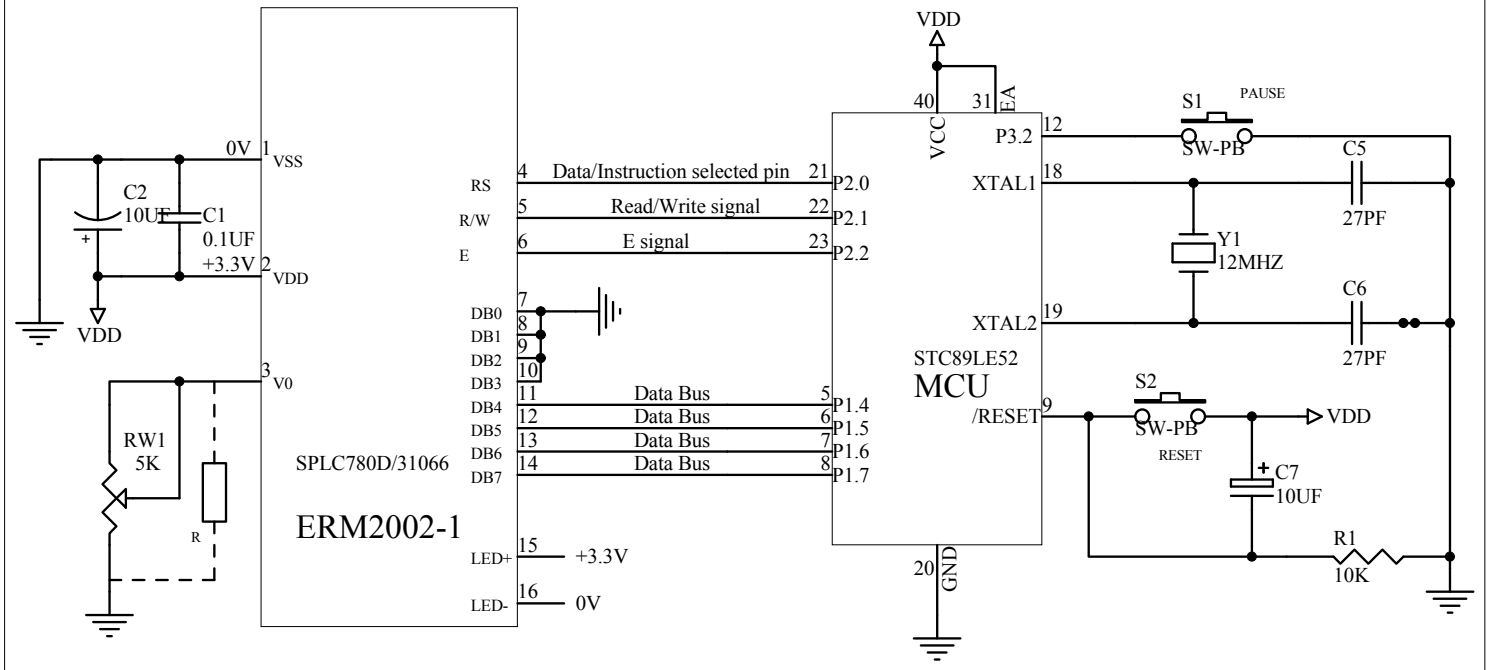 VDD
40
31
EA
VCC
S1
PAUSE
12
P3.2
SW-PB
0V
1
VSS
C2
10UF
+
C1
0.1UF
+3.3V
2
VDD
VDD
4
RS
Data/Instruction selected pin
21
P2.0
5
R/W
Read/Write signal
22
P2.1
6
E
E signal
23
P2.2
18
XTAL1
C5
27PF
Y1
12MHZ
19
XTAL2
C6
27PF
7
DB0
8
DB1
9
DB2
10
DB3
11
DB4
Data Bus
5
P1.4
12
DB5
Data Bus
6
P1.5
13
DB6
Data Bus
7
P1.6
14
DB7
Data Bus
8
P1.7
STC89LE52
MCU
/RESET
9
S2
SW-PB
RESET
VDD
+
C7
10UF
R1
10K
3
V0
RW1
5K
R
SPLC780D/31066
ERM2002-1
15
LED+
+3.3V
16
LED-
0V
20
GND